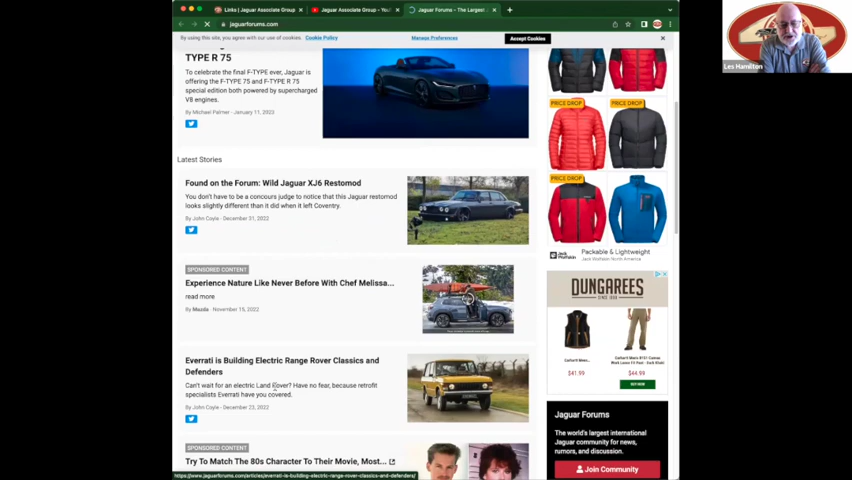 Links | Jaguar Associate Group
Jaguar Associate Group - You
Jaguar Forums - The Largest
jaguarforums.com
By using this site, you agree with our use of cookies. Cookie Policy
Manage Preferences
Accept Cookies
TYPE R 75
To celebrate the final F-TYPE ever, Jaguar is
offering the F-TYPE 75 and F-TYPE R 75
special edition both powered by supercharged
V8 engines.
By Michael Palmer - January 11, 2023
Latest Stories
Found on the Forum: Wild Jaguar XJ6 Restomod
You don't have to be a concours judge to notice that this Jaguar restomod
looks slightly different than it did when it left Coventry.
By John Coyle - December 31, 2022
SPONSORED CONTENT
Experience Nature Like Never Before With Chef Melissa...
read more
By Mazda November 15, 2022
Everrati is Building Electric Range Rover Classics and
Defenders
Can't wait for an electric Land Rover? Have no fear, because retrofit
specialists Everrati have you covered.
By John Coyle - December 23, 2022
SPONSORED CONTENT
Try To Match The 80s Character To Their Movie, Most...
https://www.jaguarforums.com/articles/everrati-is-building-electric-range-rover-classics-and-defenders/
PRICE DROP
PRICE DROP
Packable & Lightweight
Jack Wolfskin North America
DUNGAREES
$41.99
$44.99
BUY NOW
Jaguar Forums
The world's largest international
Jaguar community for news,
rumors, and discussion.
Join Community
Les Hamilton